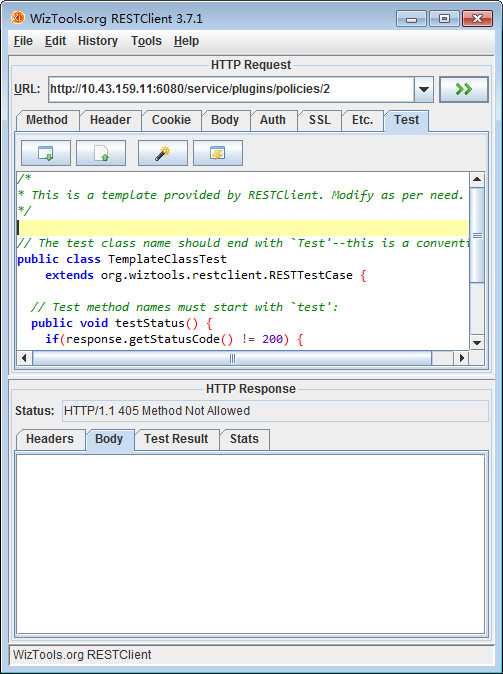 WizTools.org RESTClient 3.7.1
File Edit History Tools Help
HTTP Request
URL: http://10.43.159.11:6080/service/plugins/policies/2
Method Header Cookie Body Auth SSL Etc. Test
/*
* This is a template provided by RESTClient. Modify as per need.
*/
// The test class name should end with `Test'--this is a conventi
public class TemplateClassTest
extends org.wiztools.restclient.RESTTestCase {
// Test method names must start with `test':
public void testStatus() {
if(response.getStatusCode() != 200) {
HTTP Response
Status: HTTP/1.1 405 Method Not Allowed
Headers Body Test Result Stats
WizTools.org RESTClient